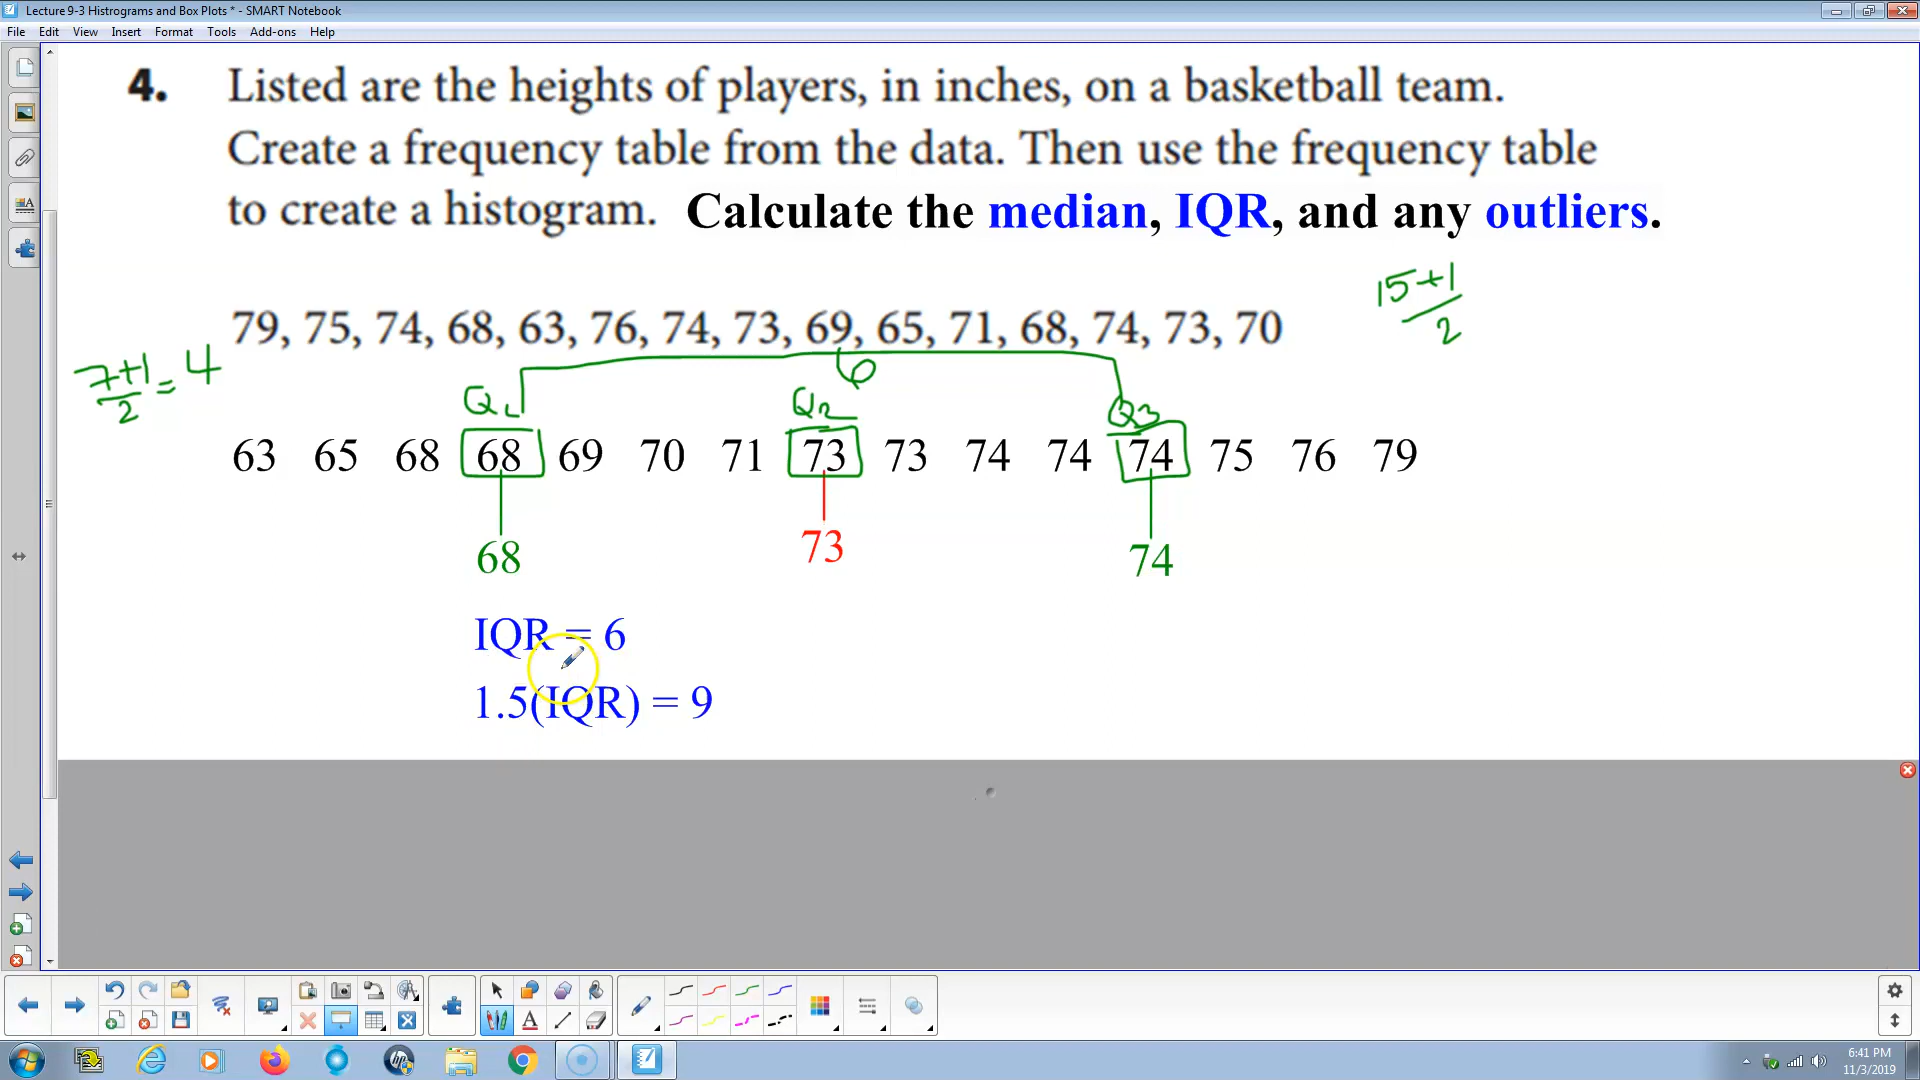 Lecture 9-3 Histrograms and Box Plots * - SMART Notebook
File Edit View Insert Format Tools Add-ons Help
4. Listed are the heights of players, in inches, on a basketball team.
Create a frequency table from the data. Then use the frequency table
to create a histogram. Calculate the median, IQR, and any outliers.
15+1
2
79, 75, 74, 68, 63, 76, 74, 73, 69, 65, 71, 68, 74, 73, 70
7+1
2
= 4
6
Q1 Q2 Q3
63 65 68 68 69 70 71 73 73 74 74 74 75 76 79
68 73 74
IQR = 6
1.5(IQR) = 9
6:41 PM
11/3/2019